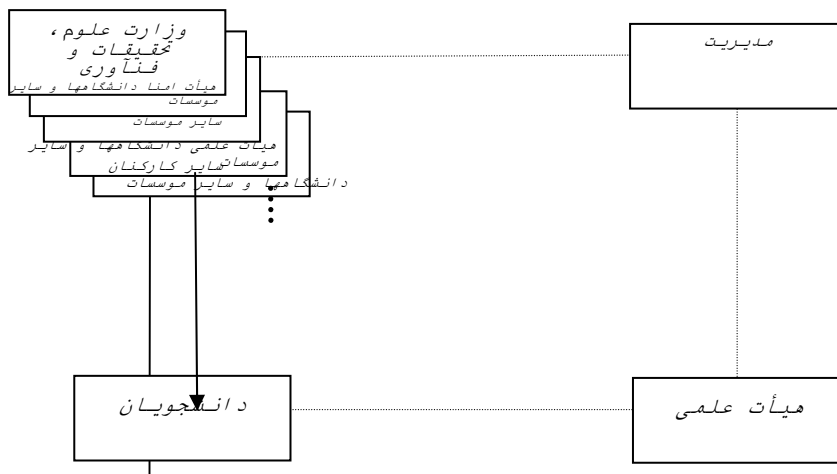 وزارت علوم،
تحقیقات و
فنآوری
هیأت امنا دانشگاهها و سایر
موسسات
سایر موسسات
هیأت علمی دانشگاهها و سایر
موسسات
سایر کارکنان
دانشگاهها و سایر موسسات
مدیریت
دانشجویان
هیأت علمی